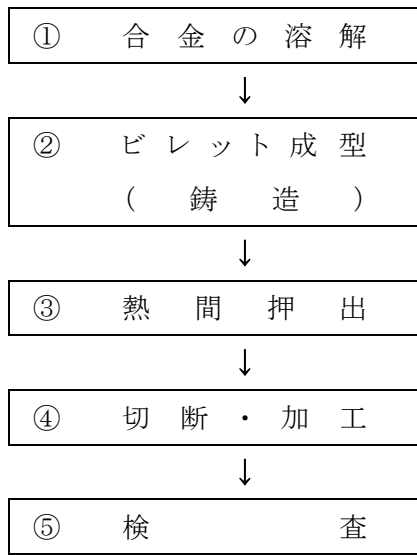 ① 合金の溶解
↓
② ビレット成型
(鋳造)
↓
③ 熱間押出
↓
④ 切断・加工
↓
⑤ 検査